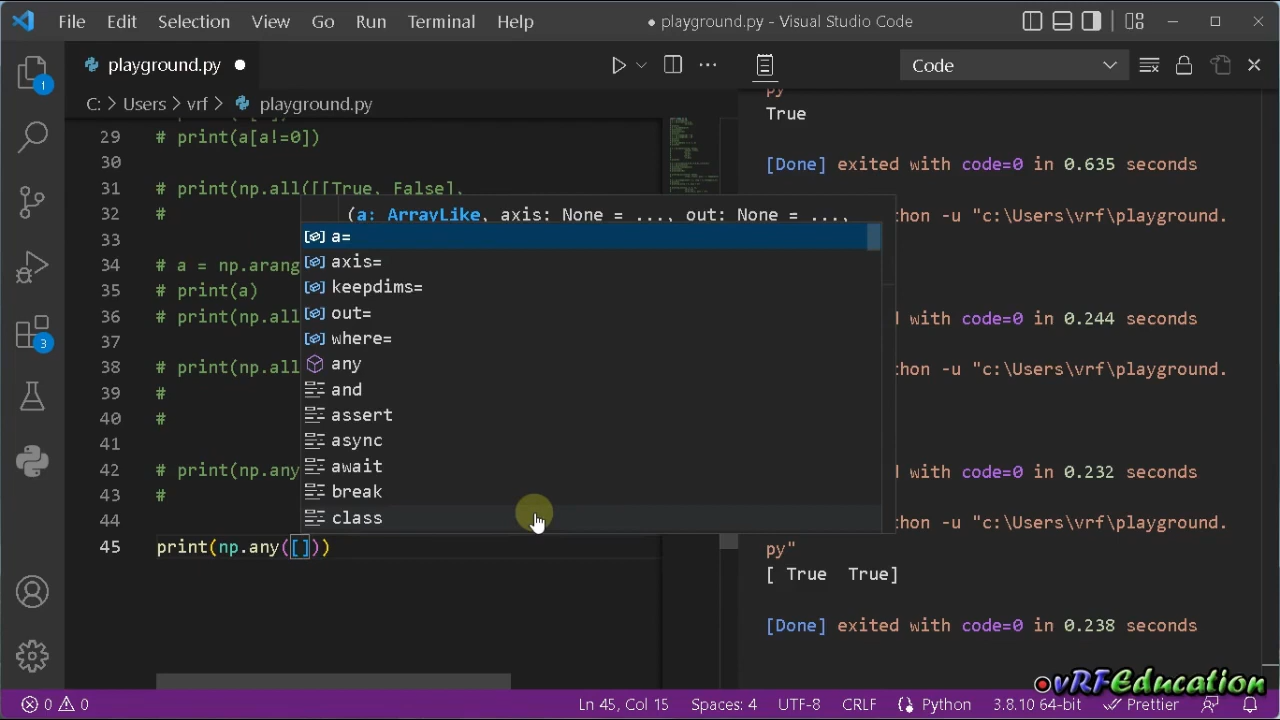 File Edit Selection View Go Run Terminal Help ● playground.py - Visual Studio Code
playground.py
Code
C: > Users > vrf > playground.py
29 # print(a[a!=0])
30
31 # print(np.all([[True, False],
32 #
33
34 # a = np.arang
35 # print(a)
36 # print(np.all
37
38 # print(np.all
39 #
40 #
41
42 # print(np.any
43 #
44
45 print(np.any([]))
(a: ArrayLike, axis: None = ..., out: None = ...,
a=
axis=
keepdims=
out=
where=
any
and
assert
async
await
break
class
py
True
[Done] exited with code=0 in 0.635 seconds
thon -u "c:\Users\vrf\playground.
d with code=0 in 0.244 seconds
thon -u "c:\Users\vrf\playground.
d with code=0 in 0.232 seconds
thon -u "c:\Users\vrf\playground.
py"
[ True  True]
[Done] exited with code=0 in 0.238 seconds
1
3
vRFEducation
0 0 Ln 45, Col 15 Spaces: 4 UTF-8 CRLF Python 3.8.10 64-bit Prettier